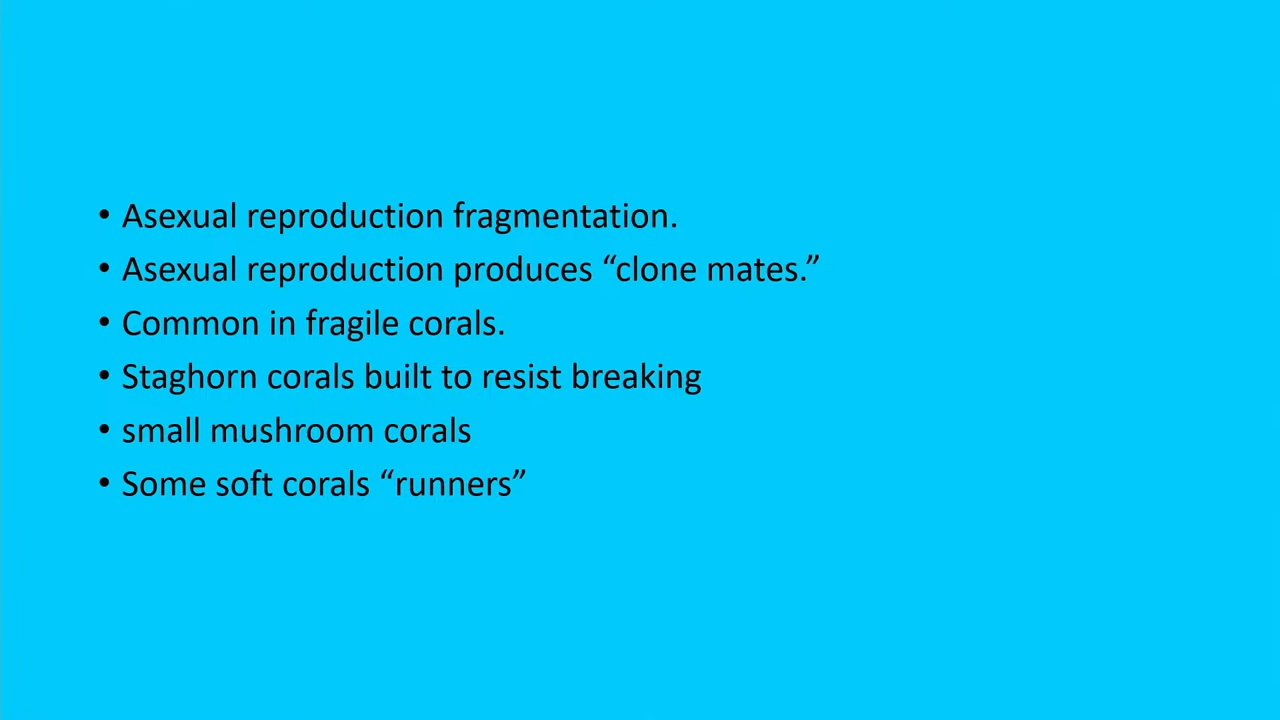 • Asexual reproduction fragmentation.
• Asexual reproduction produces “clone mates.”
• Common in fragile corals.
• Staghorn corals built to resist breaking
• small mushroom corals
• Some soft corals “runners”